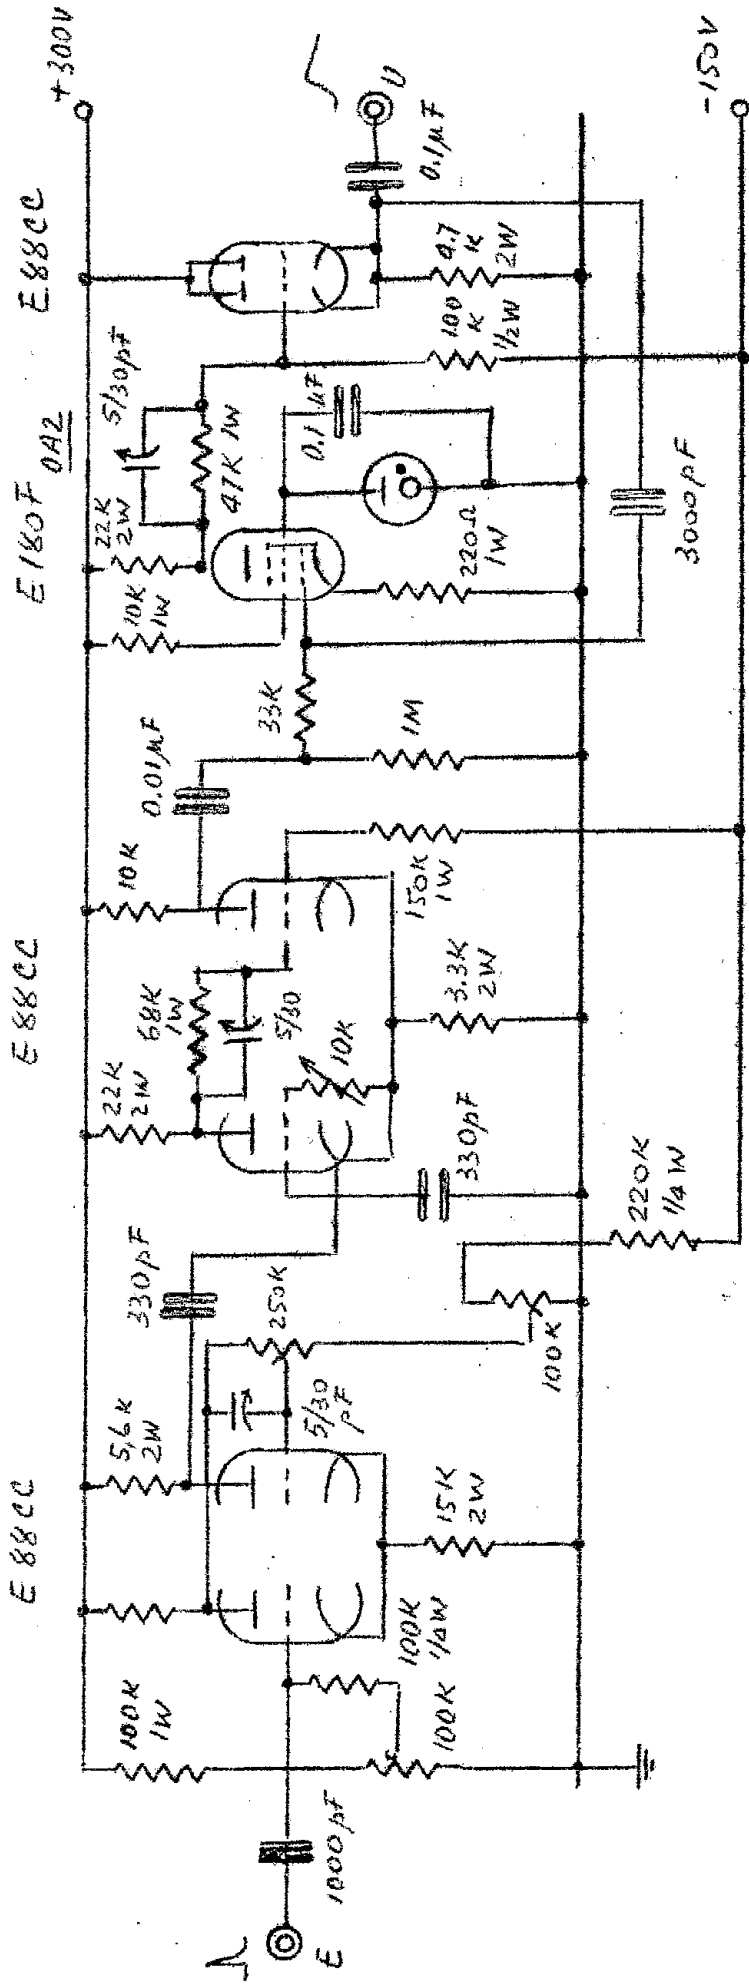 E88CC
E88CC
E180F
0A2
E88CC
+300V
100K
1W
5,6K
2W
330pF
22K
2W
68K
1W
5/30
10K
10K
0.01µF
10K
1W
22K
2W
5/30pF
47K 1W
33K
0.1µF
220Ω
1W
100
K
1/2W
4.7
K
2W
0.1µF
U
E
1000pF
100K
100K
1/4W
15K
2W
5/30
pF
250K
100K
220K
1/4W
330pF
3.3K
2W
150K
1W
1M
3000pF
-150V